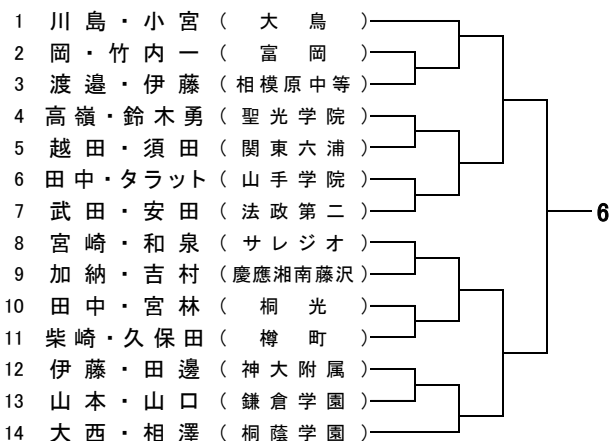 1 川島・小宮 ( 大鳥 )
2 岡・竹内一 ( 富岡 )
3 渡邉・伊藤 ( 相模原中等 )
4 高嶺・鈴木勇 ( 聖光学院 )
5 越田・須田 ( 関東六浦 )
6 田中・タラット ( 山手学院 )
7 武田・安田 ( 法政第二 )
6
8 宮崎・和泉 ( サレジオ )
9 加納・吉村 ( 慶應湘南藤沢 )
10 田中・宮林 ( 桐光 )
11 柴崎・久保田 ( 樽町 )
12 伊藤・田邊 ( 神大附属 )
13 山本・山口 ( 鎌倉学園 )
14 大西・相澤 ( 桐蔭学園 )